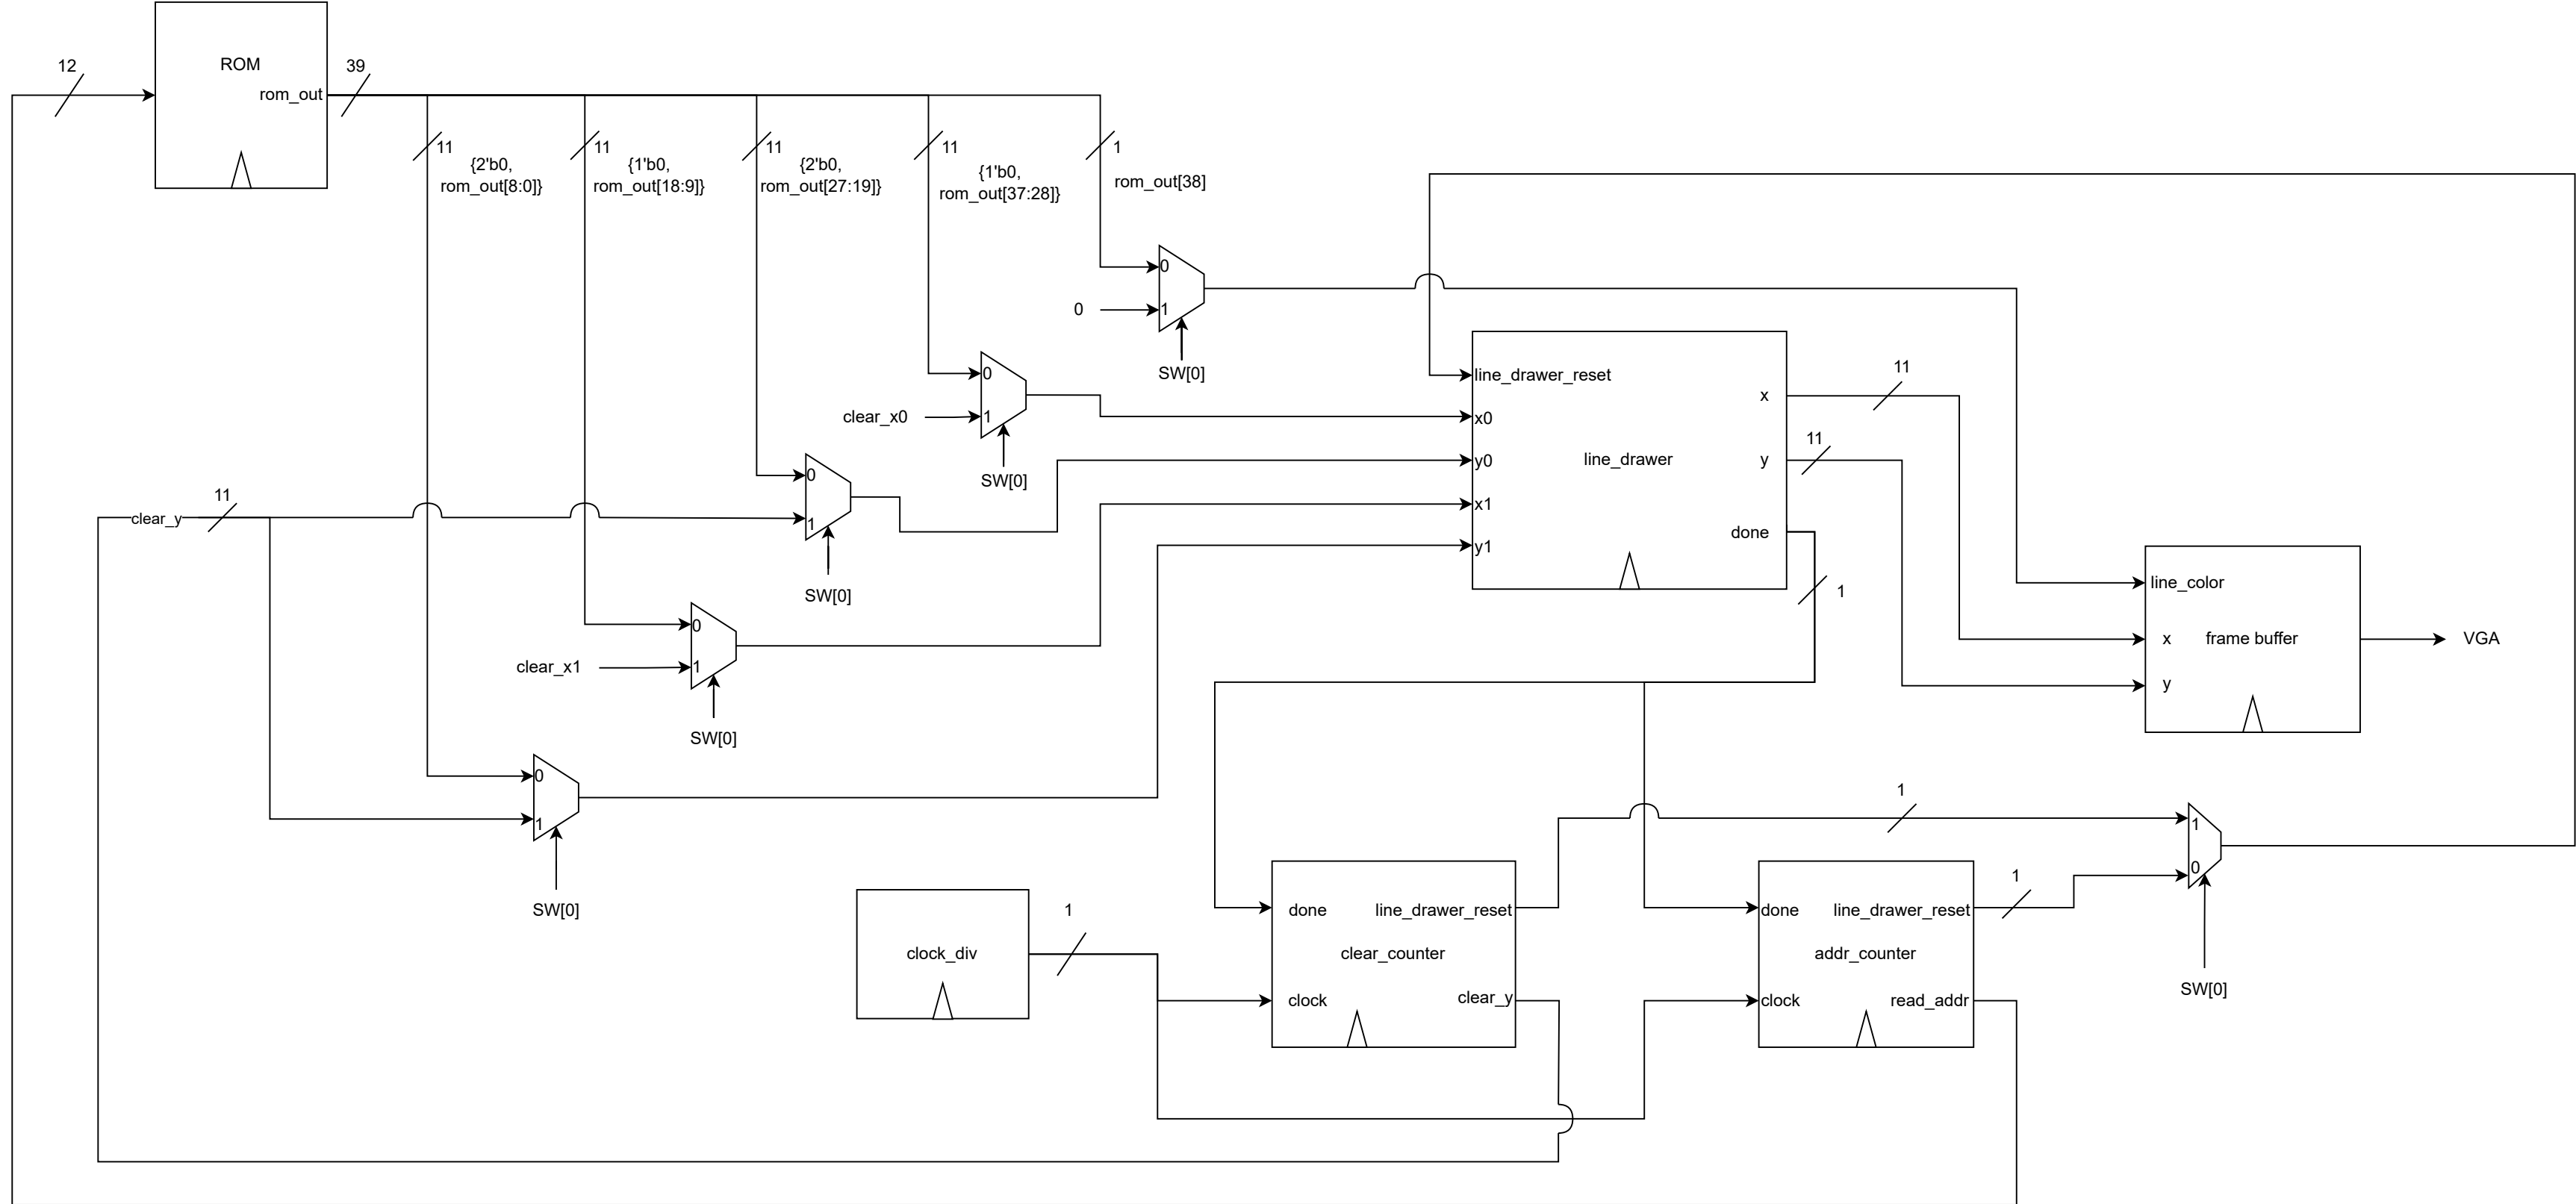 12
ROM
rom_out
39
11
{2'b0,
rom_out[8:0]}
11
{1'b0,
rom_out[18:9]}
11
{2'b0,
rom_out[27:19]}
11
{1'b0,
rom_out[37:28]}
1
rom_out[38]
0
0
1
SW[0]
0
clear_x0
1
SW[0]
0
1
SW[0]
clear_y
11
0
clear_x1
1
SW[0]
0
1
SW[0]
line_drawer_reset
x0
y0
x1
y1
line_drawer
x
y
done
11
11
1
line_color
x
y
frame buffer
VGA
clock_div
1
done
line_drawer_reset
clear_counter
clock
clear_y
1
done
line_drawer_reset
addr_counter
clock
read_addr
1
1
0
SW[0]